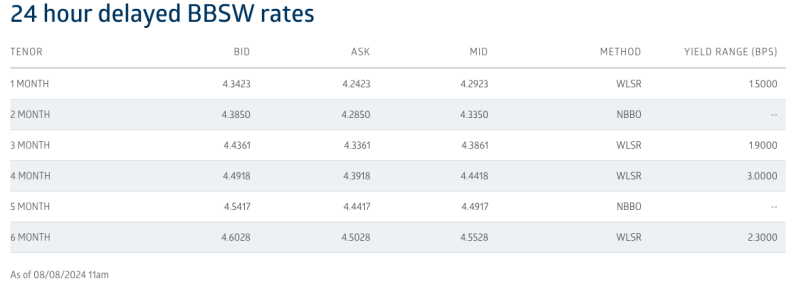 24 hour delayed BBSW rates
TENOR BID ASK MID METHOD YIELD RANGE (BPS)
1 MONTH 4.3423 4.2423 4.2923 WLSR 1.5000
2 MONTH 4.3850 4.2850 4.3350 NBBO --
3 MONTH 4.4361 4.3361 4.3861 WLSR 1.9000
4 MONTH 4.4918 4.3918 4.4418 WLSR 3.0000
5 MONTH 4.5417 4.4417 4.4917 NBBO --
6 MONTH 4.6028 4.5028 4.5528 WLSR 2.3000
As of 08/08/2024 11am